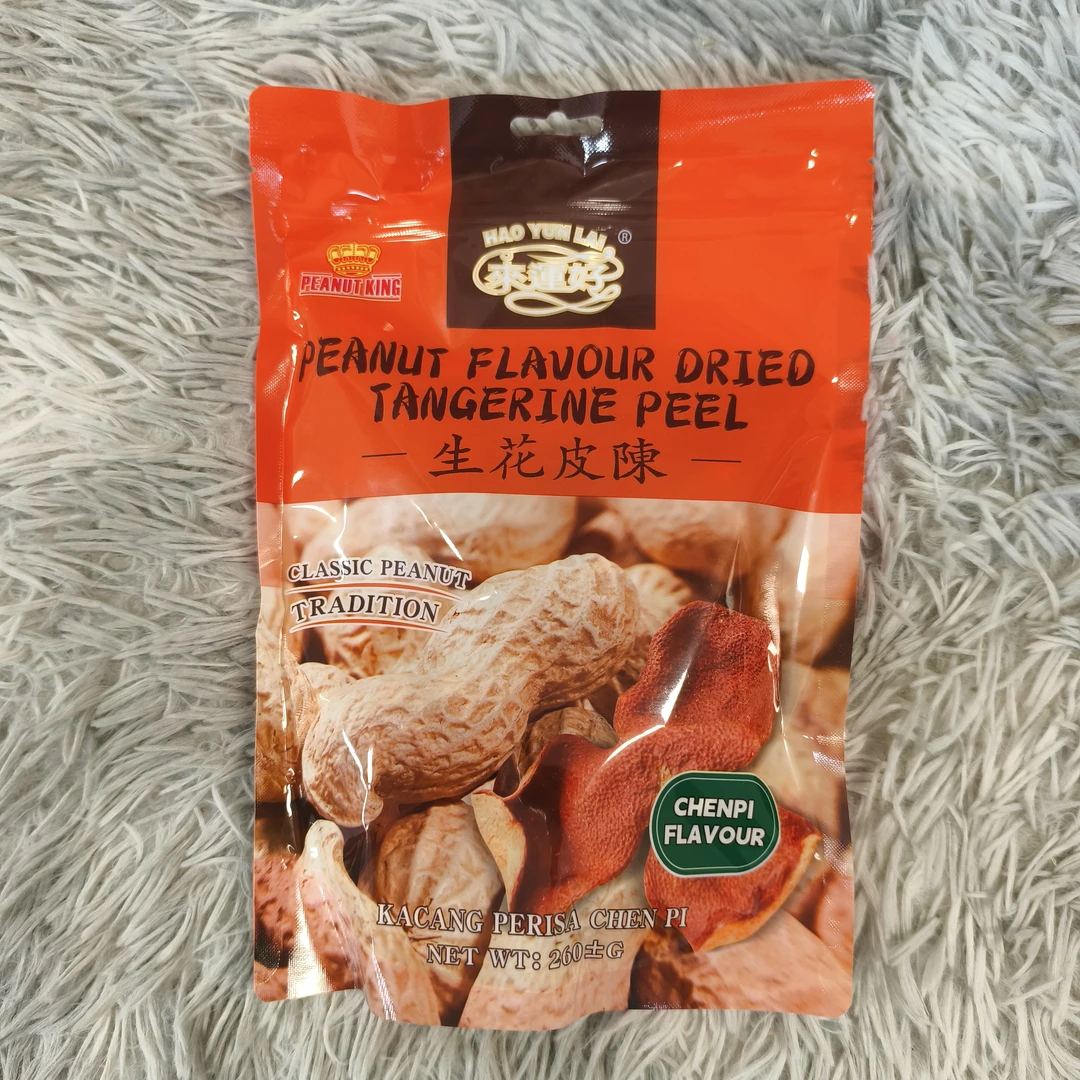 HAO YUN LAI
®
來運好
PEANUT KING
PEANUT FLAVOUR DRIED
TANGERINE PEEL
生花皮陳
CLASSIC PEANUT
TRADITION
CHENPI
FLAVOUR
KACANG PERISA CHEN PI
NET WT: 260±G